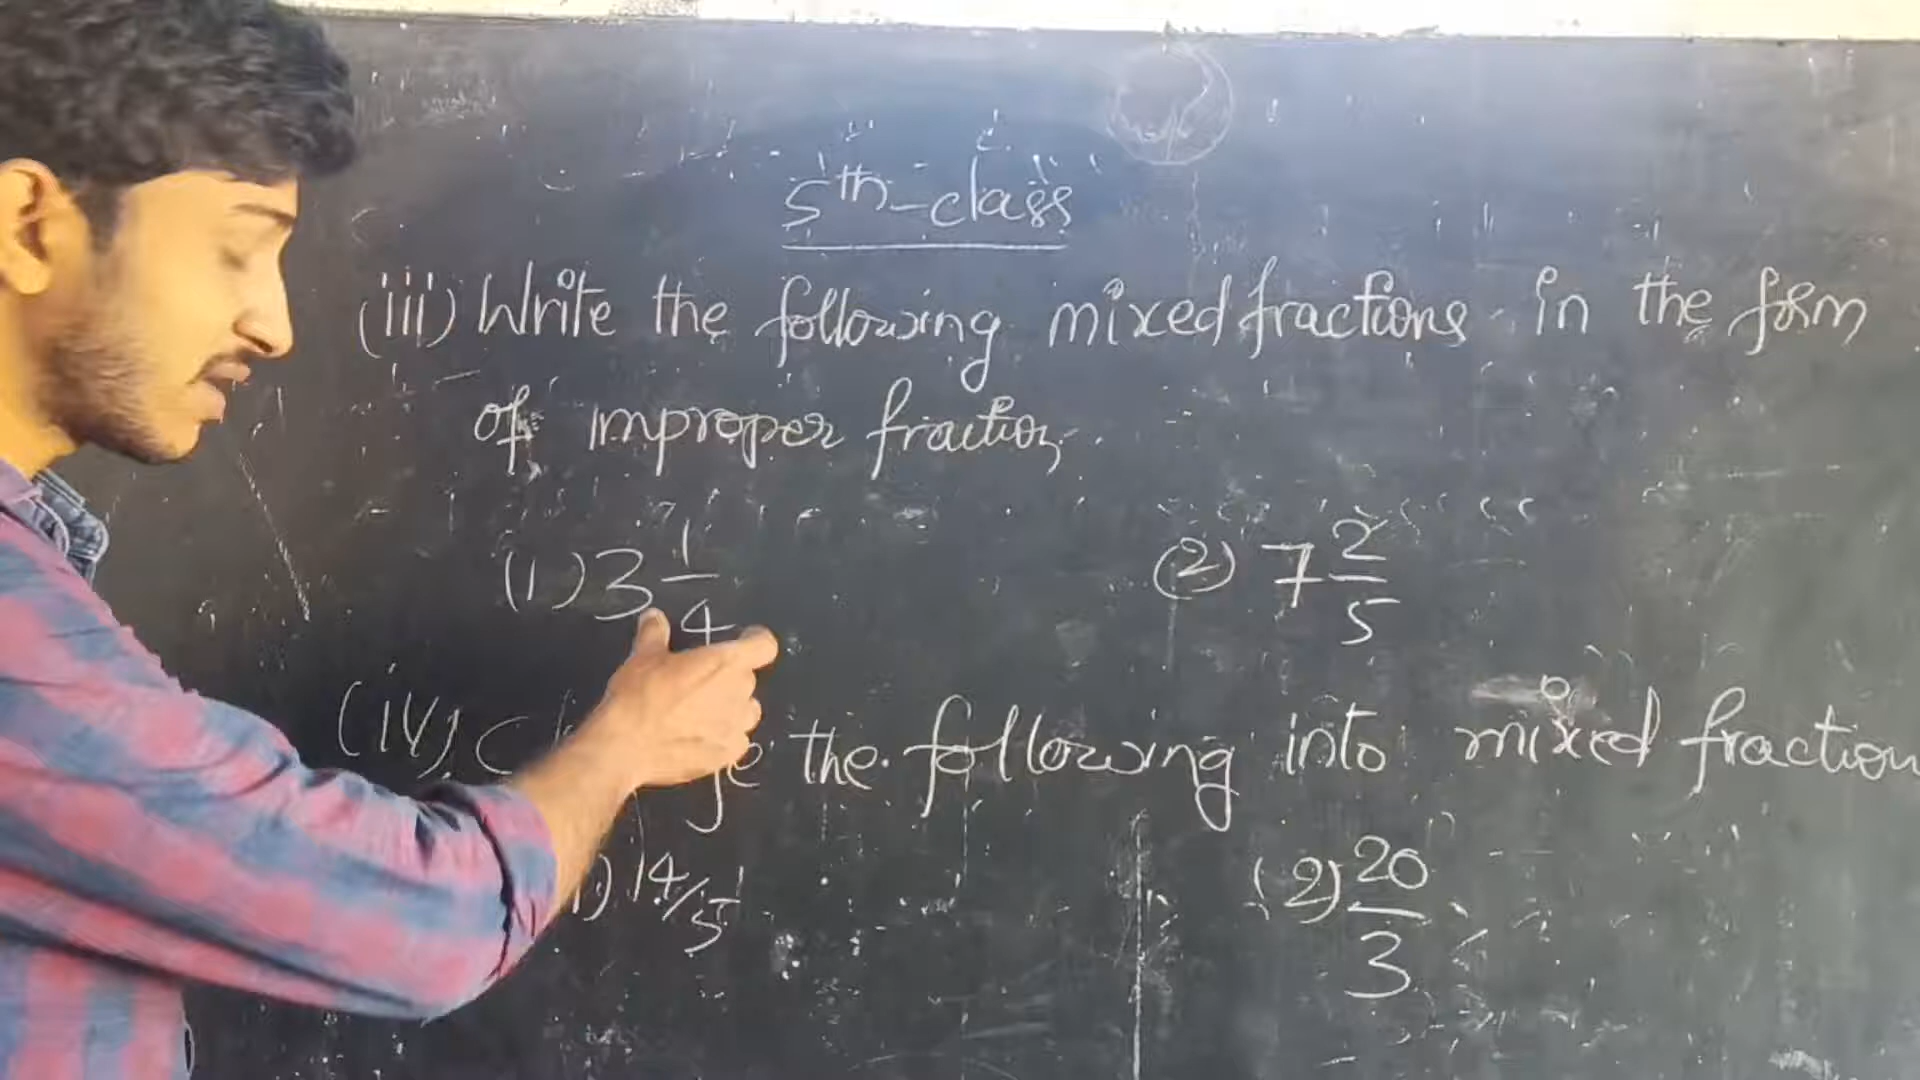 5th-class
(iii) Write the following mixed fractions in the form
of improper fraction
(1) 3 1/4 (2) 7 2/5
(iv) the following into mixed fraction
1) 14/5 (2) 20/3